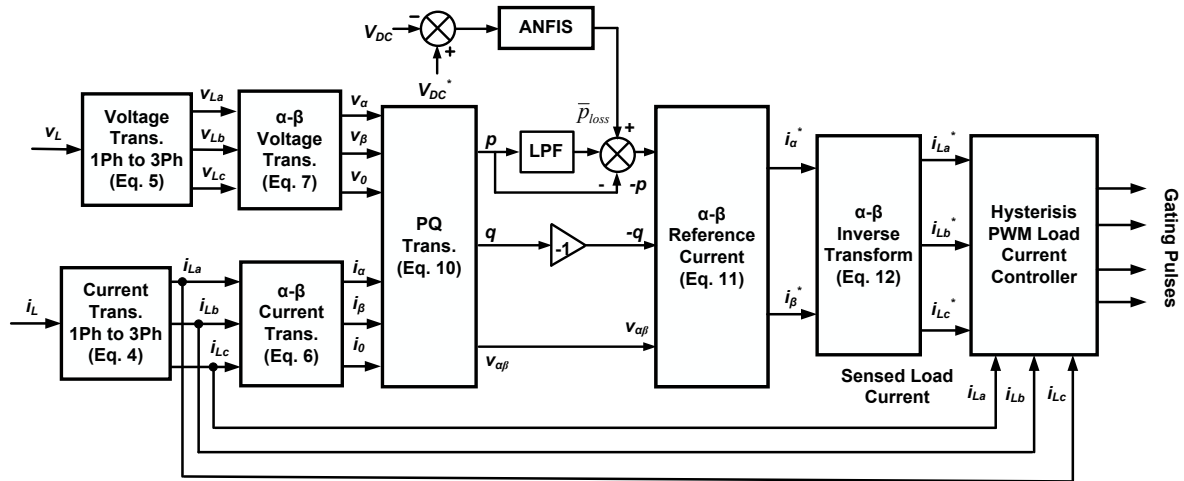 V_DC
−
+
V_DC*
ANFIS
p̅_loss
v_L
Voltage
Trans.
1Ph to 3Ph
(Eq. 5)
v_La
v_Lb
v_Lc
α-β
Voltage
Trans.
(Eq. 7)
v_α
v_β
v_0
i_L
Current
Trans.
1Ph to 3Ph
(Eq. 4)
i_La
i_Lb
i_Lc
α-β
Current
Trans.
(Eq. 6)
i_α
i_β
i_0
PQ
Trans.
(Eq. 10)
p
LPF
+
-
-p
q
-1
-q
v_αβ
v_αβ
α-β
Reference
Current
(Eq. 11)
i_α*
i_β*
α-β
Inverse
Transform
(Eq. 12)
i_La*
i_Lb*
i_Lc*
Hysterisis
PWM Load
Current
Controller
Gating Pulses
Sensed Load
Current
i_La
i_Lb
i_Lc